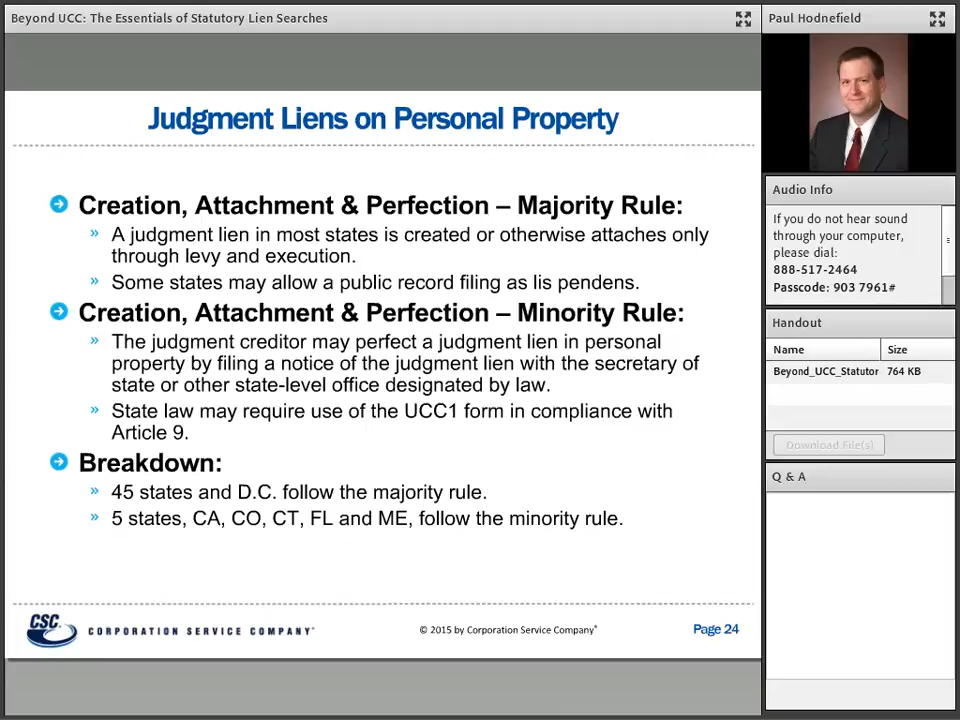 Beyond UCC: The Essentials of Statutory Lien Searches
Judgment Liens on Personal Property
Creation, Attachment & Perfection – Majority Rule:
» A judgment lien in most states is created or otherwise attaches only
through levy and execution.
» Some states may allow a public record filing as lis pendens.
Creation, Attachment & Perfection – Minority Rule:
» The judgment creditor may perfect a judgment lien in personal
property by filing a notice of the judgment lien with the secretary of
state or other state-level office designated by law.
» State law may require use of the UCC1 form in compliance with
Article 9.
Breakdown:
» 45 states and D.C. follow the majority rule.
» 5 states, CA, CO, CT, FL and ME, follow the minority rule.
CSC. CORPORATION SERVICE COMPANY®
© 2015 by Corporation Service Company®
Page 24
Paul Hodnefield
Audio Info
If you do not hear sound
through your computer,
please dial:
888-517-2464
Passcode: 903 7961#
Handout
Name Size
Beyond_UCC_Statutor 764 KB
Download File(s)
Q & A